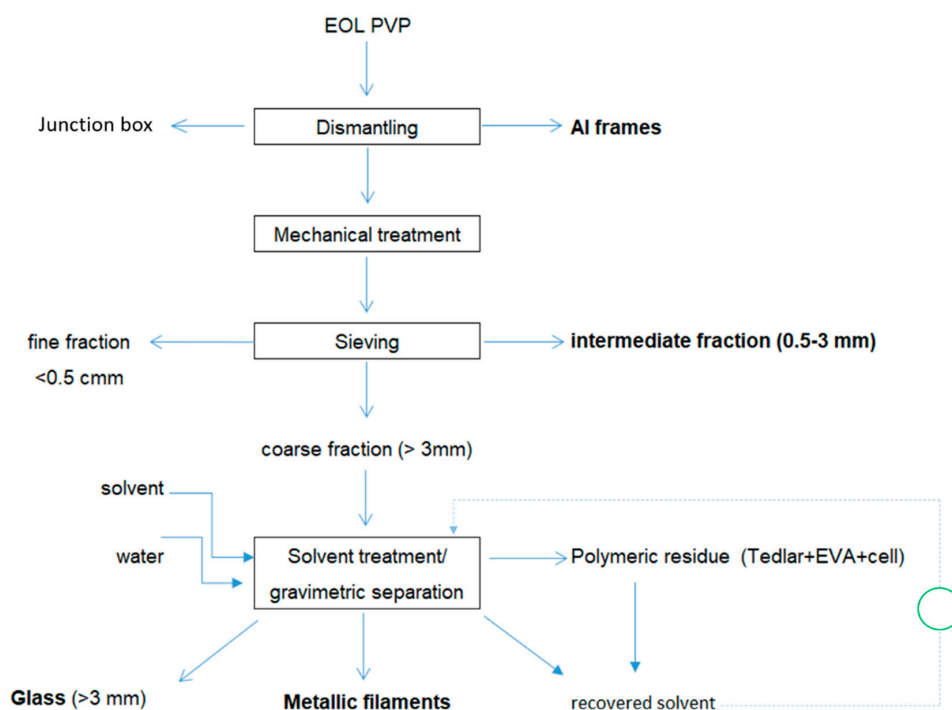 EOL PVP
Junction box
Dismantling
Al frames
Mechanical treatment
fine fraction
<0.5 cmm
Sieving
intermediate fraction (0.5-3 mm)
coarse fraction (> 3mm)
solvent
water
Solvent treatment/
gravimetric separation
Polymeric residue (Tedlar+EVA+cell)
Glass (>3 mm)
Metallic filaments
recovered solvent